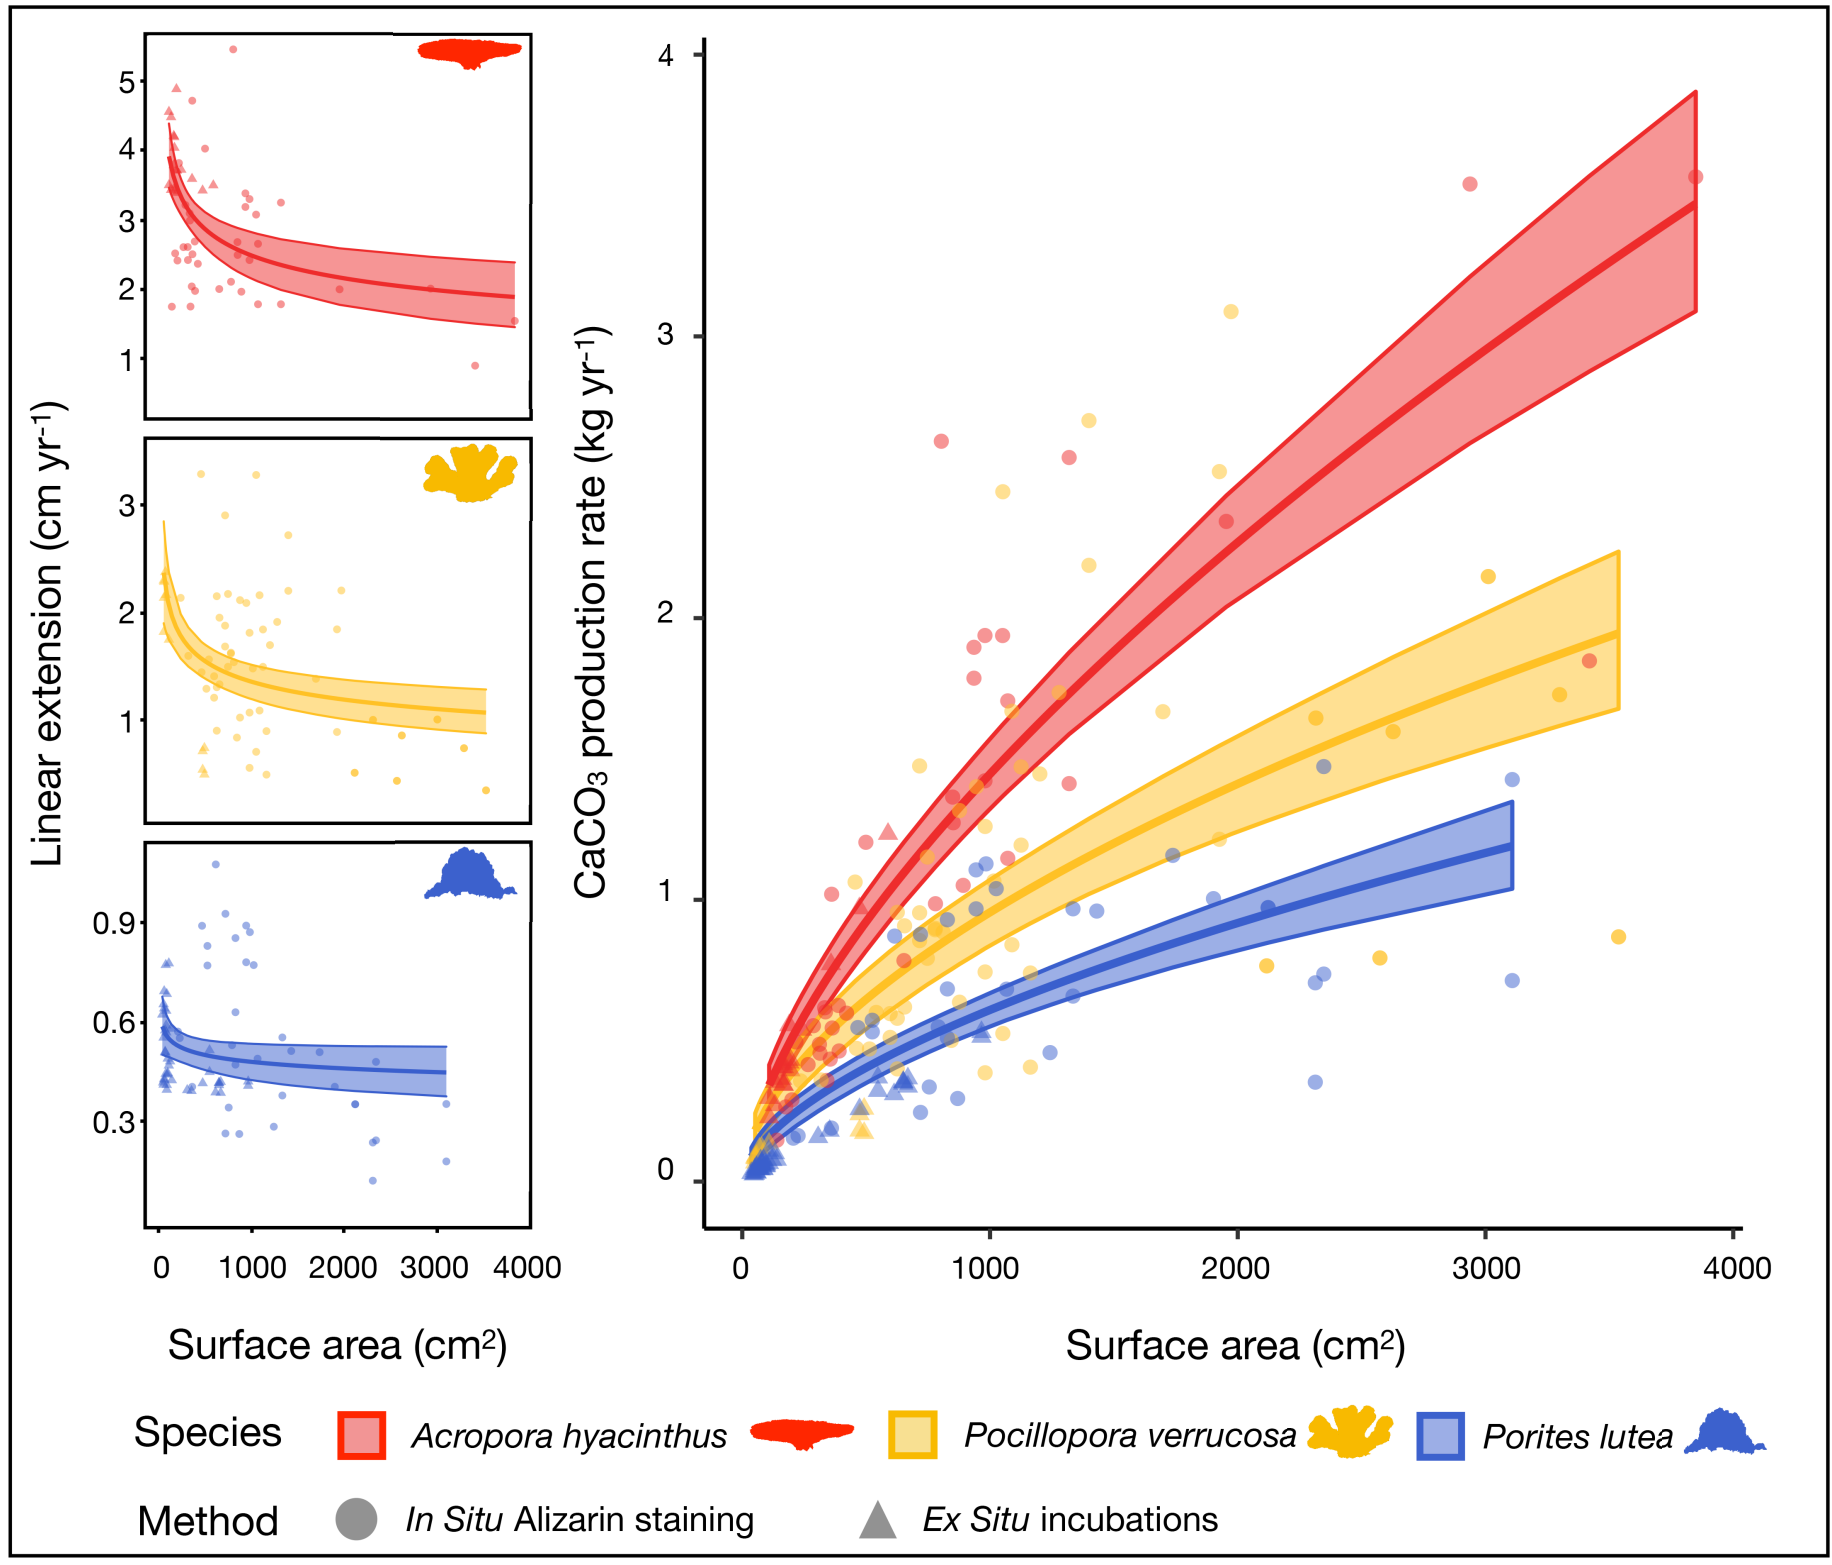 Linear extension (cm yr-1)
5
4
3
2
1
3
2
1
0.9
0.6
0.3
0 1000 2000 3000 4000
Surface area (cm2)
CaCO3 production rate (kg yr-1)
4
3
2
1
0
0 1000 2000 3000 4000
Surface area (cm2)
Species Acropora hyacinthus Pocillopora verrucosa Porites lutea
Method In Situ Alizarin staining Ex Situ incubations